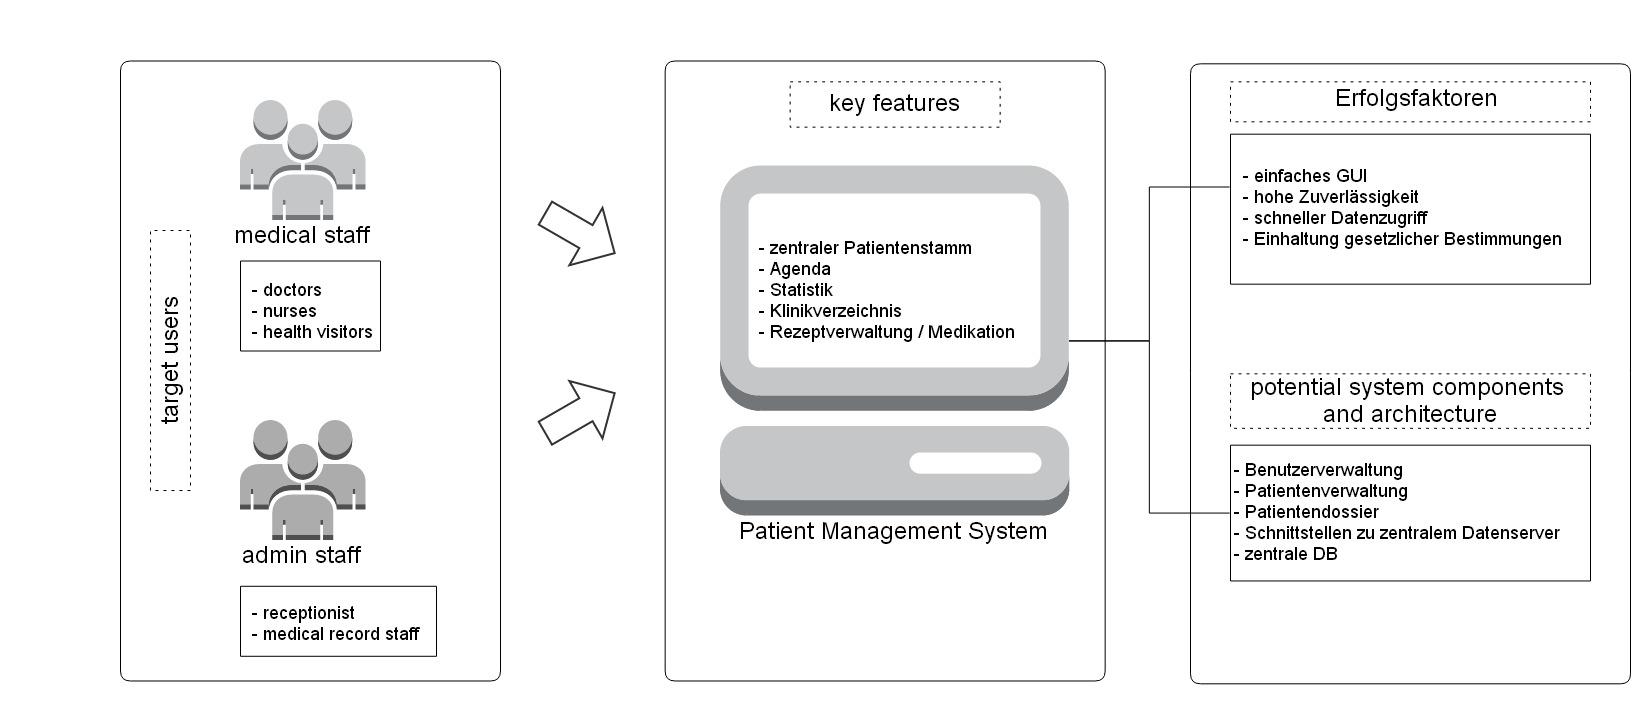 target users
medical staff
- doctors
- nurses
- health visitors
admin staff
- receptionist
- medical record staff
key features
- zentraler Patientenstamm
- Agenda
- Statistik
- Klinikverzeichnis
- Rezeptverwaltung / Medikation
Patient Management System
Erfolgsfaktoren
- einfaches GUI
- hohe Zuverlässigkeit
- schneller Datenzugriff
- Einhaltung gesetzlicher Bestimmungen
potential system components
and architecture
- Benutzerverwaltung
- Patientenverwaltung
- Patientendossier
- Schnittstellen zu zentralem Datenserver
- zentrale DB